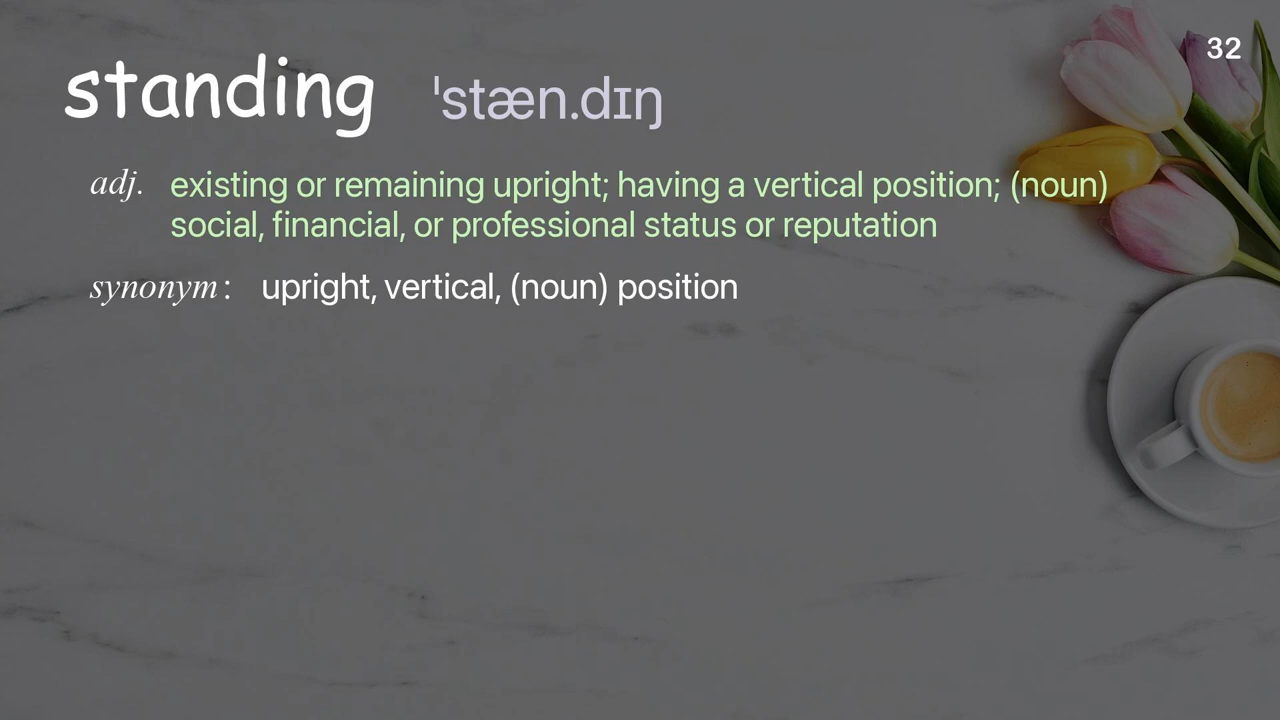 32
standing ˈstæn.dɪŋ
adj. existing or remaining upright; having a vertical position; (noun)
social, financial, or professional status or reputation
synonym: upright, vertical, (noun) position